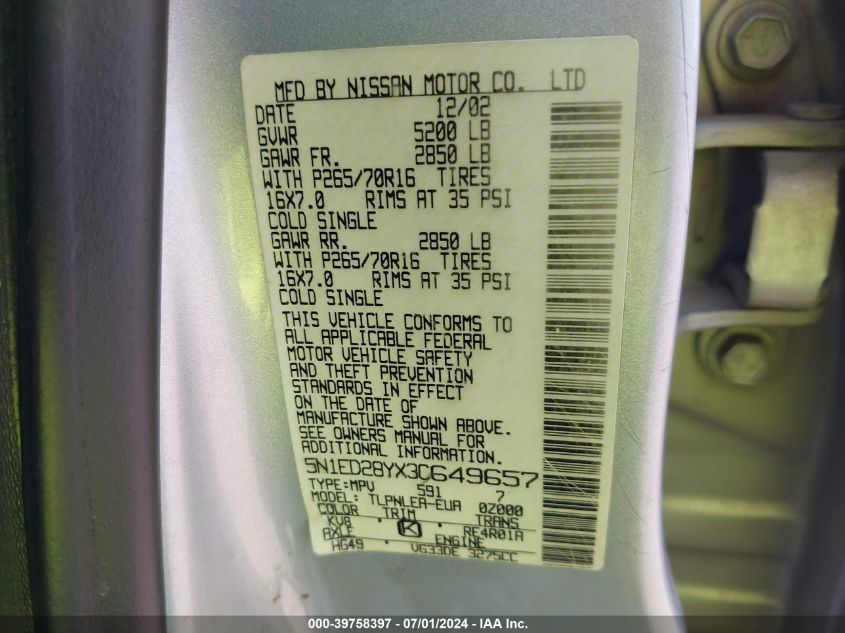 MFD BY NISSAN MOTOR CO. LTD
DATE 12/02
GVWR 5200 LB
GAWR FR. 2850 LB
WITH P265/70R16 TIRES
16X7.0 RIMS AT 35 PSI
COLD SINGLE
GAWR RR. 2850 LB
WITH P265/70R16 TIRES
16X7.0 RIMS AT 35 PSI
COLD SINGLE
THIS VEHICLE CONFORMS TO
ALL APPLICABLE FEDERAL
MOTOR VEHICLE SAFETY
AND THEFT PREVENTION
STANDARDS IN EFFECT
ON THE DATE OF
MANUFACTURE SHOWN ABOVE.
SEE OWNERS MANUAL FOR
ADDITIONAL INFORMATION.
5N1ED28YX3C649657
TYPE:MPV 591 7
MODEL: TLPNLEA-EUA 0Z000
COLOR TRIM TRANS
KV8 K RE4R01A
AXLE ENGINE
HG49 VG33DE 3275CC
000-39758397 - 07/01/2024 - IAA Inc.